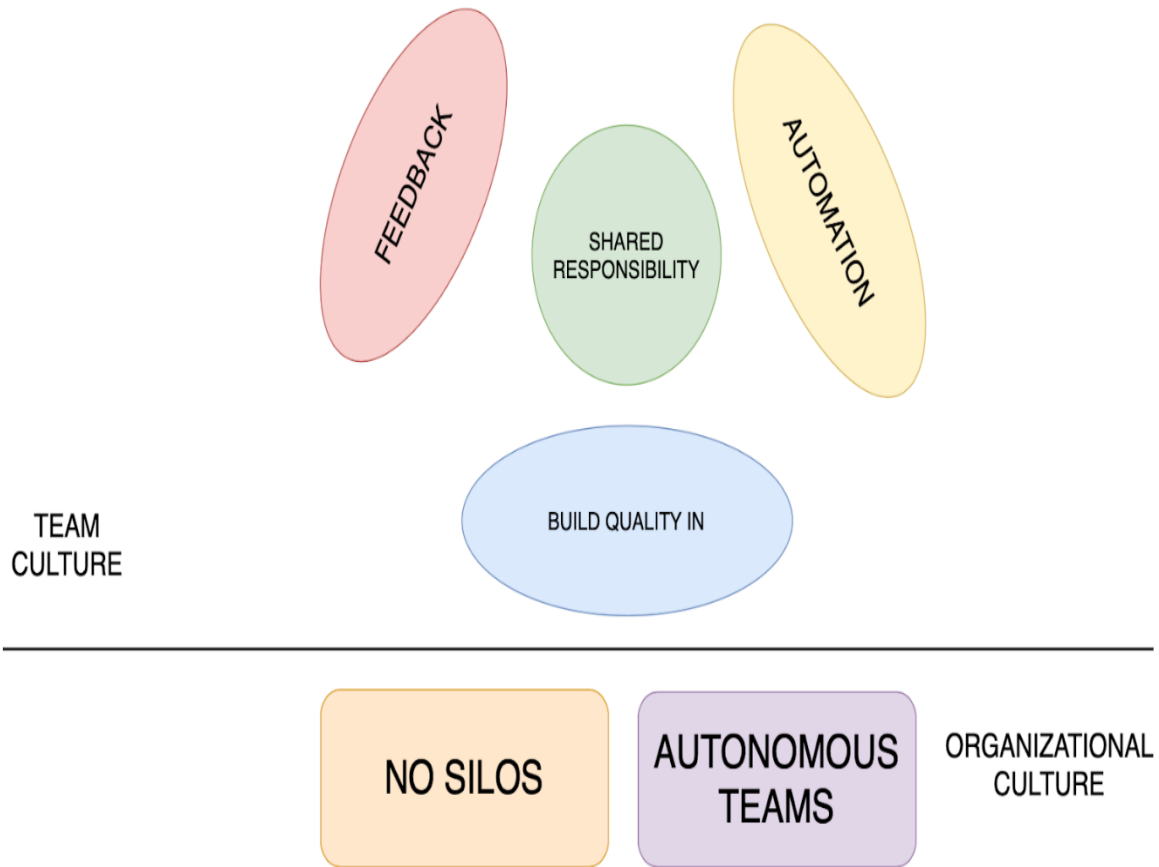 FEEDBACK
SHARED
RESPONSIBILITY
AUTOMATION
BUILD QUALITY IN
TEAM
CULTURE
NO SILOS
AUTONOMOUS
TEAMS
ORGANIZATIONAL
CULTURE